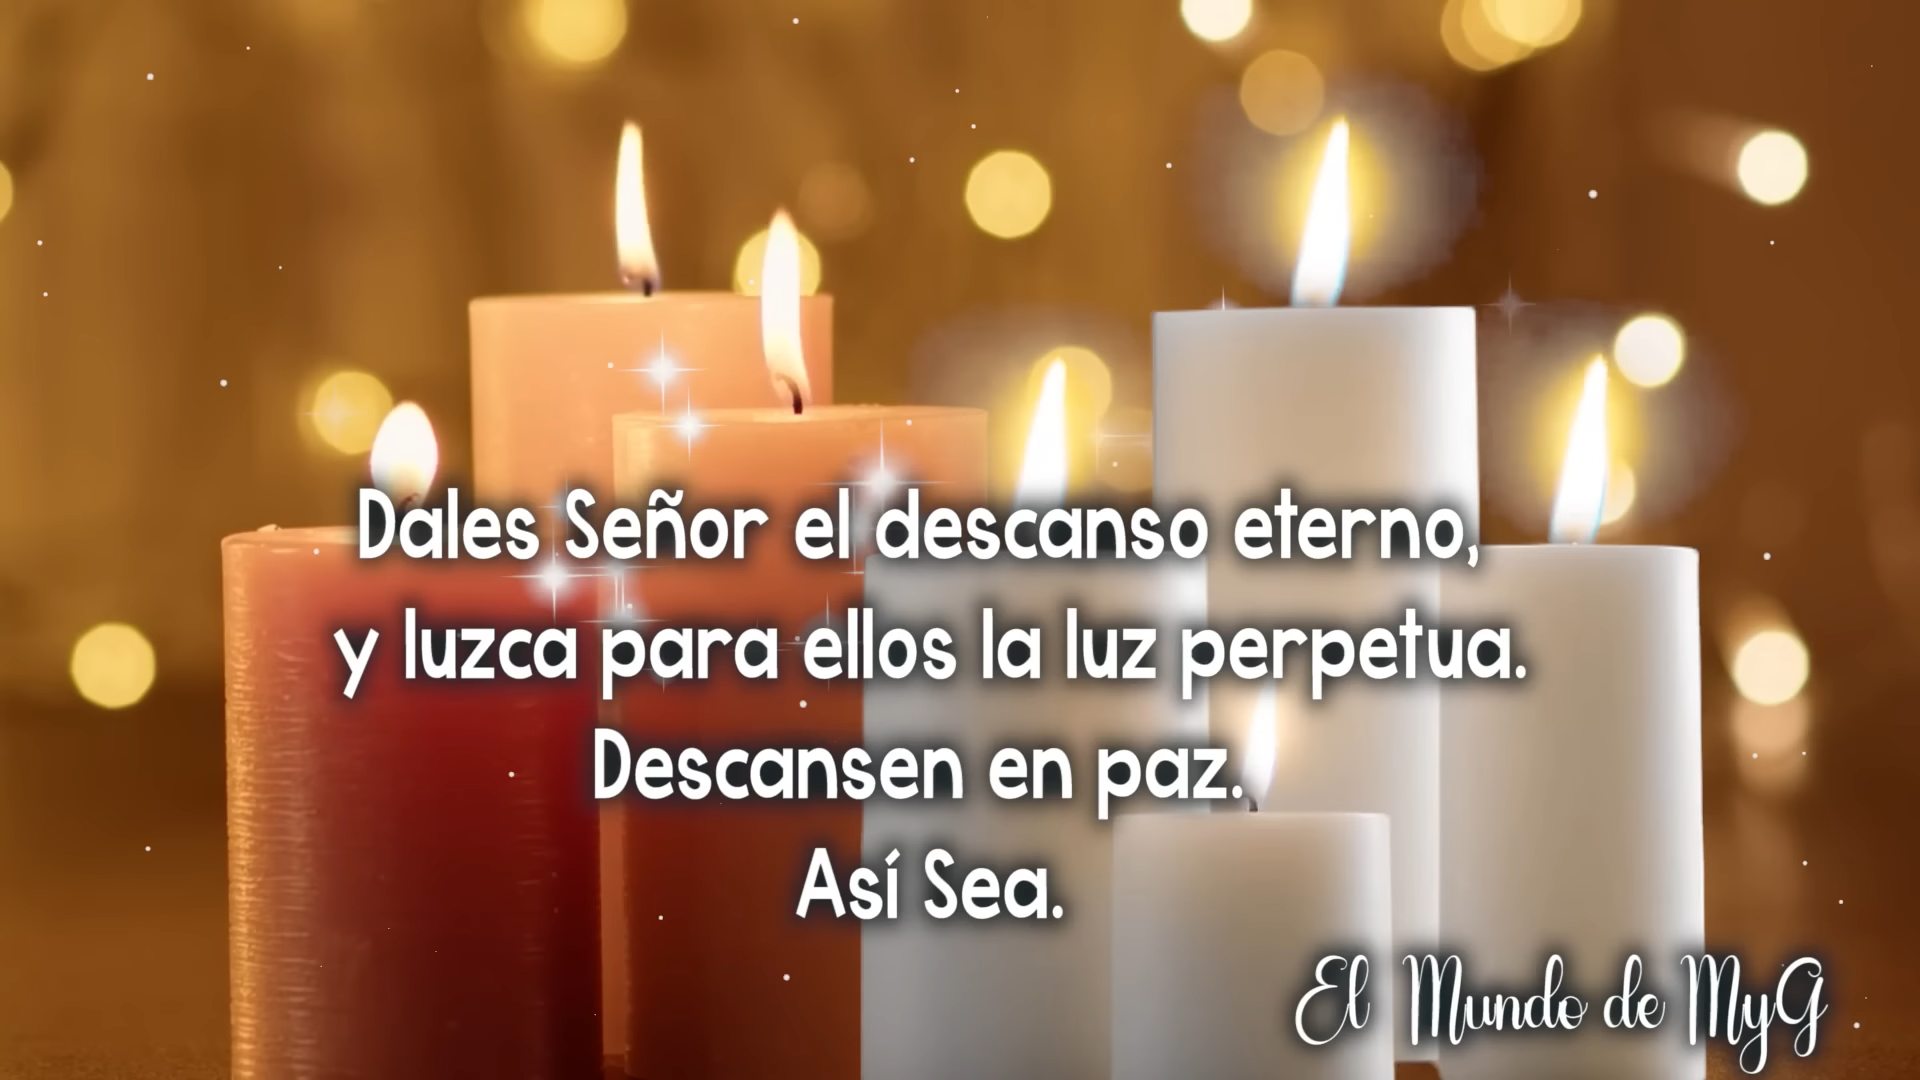 Dales Señor el descanso eterno,
y luzca para ellos la luz perpetua.
Descansen en paz.
Así Sea.
El Mundo de MyG